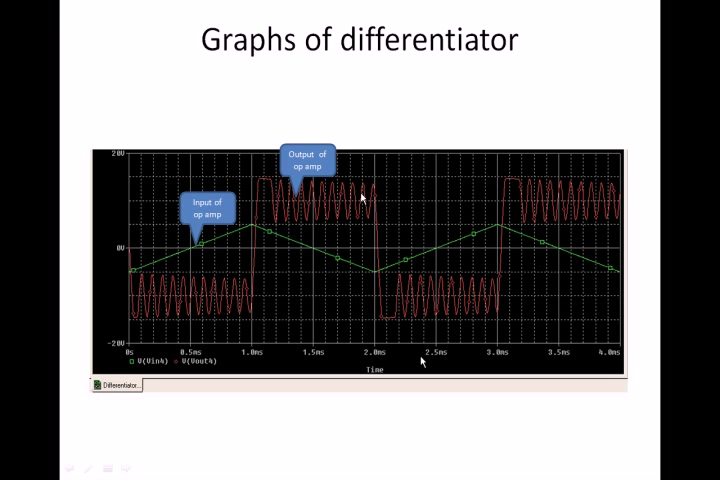 Graphs of differentiator
20V
Output of
op amp
Input of
op amp
0V
-20V
0s 0.5ms 1.0ms 1.5ms 2.0ms 2.5ms 3.0ms 3.5ms 4.0ms
V(Vin4) V(Vout4)
Time
Differentiator...